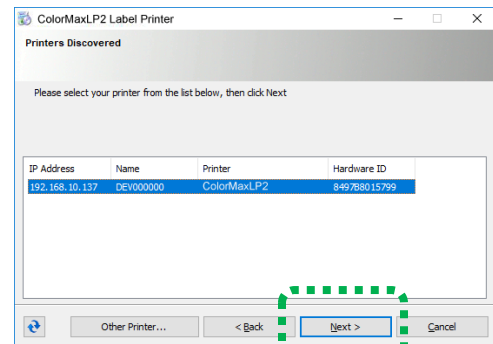 ColorMaxLP2 Label Printer
Printers Discovered
Please select your printer from the list below, then click Next
IP Address Name Printer Hardware ID
192.168.10.137 DEV000000 ColorMaxLP2 849788015799
Other Printer... < Back Next > Cancel